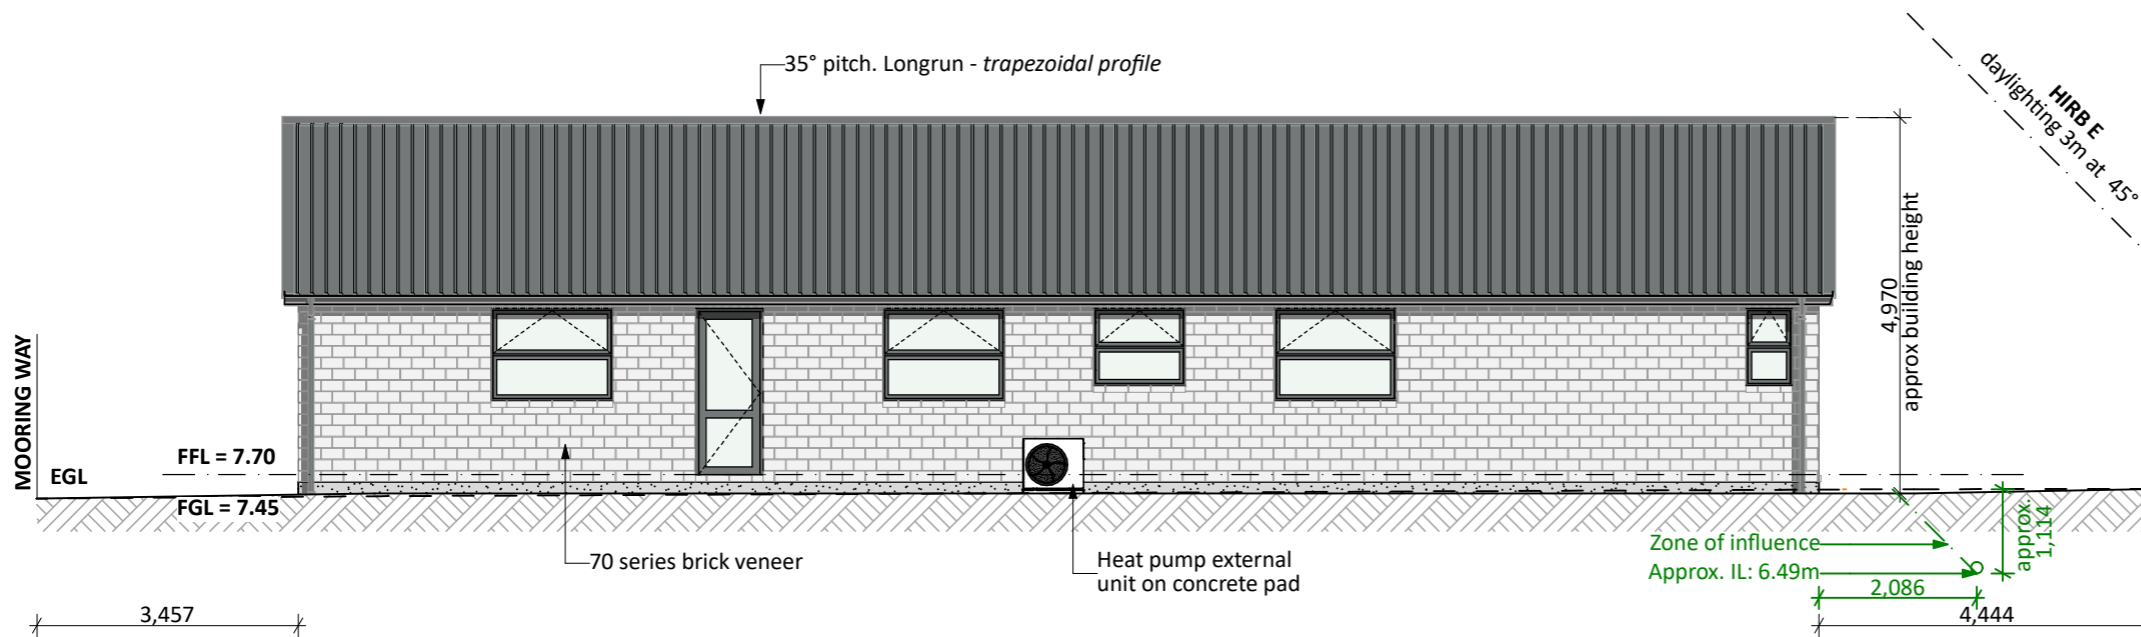 35° pitch. Longrun - trapezoidal profile
HIRB E
daylighting 3m at 45°
4,970
approx building height
MOORING WAY
EGL
FFL = 7.70
FGL = 7.45
70 series brick veneer
Heat pump external
unit on concrete pad
Zone of influence
Approx. IL: 6.49m
approx.
1,114
2,086
3,457
4,444